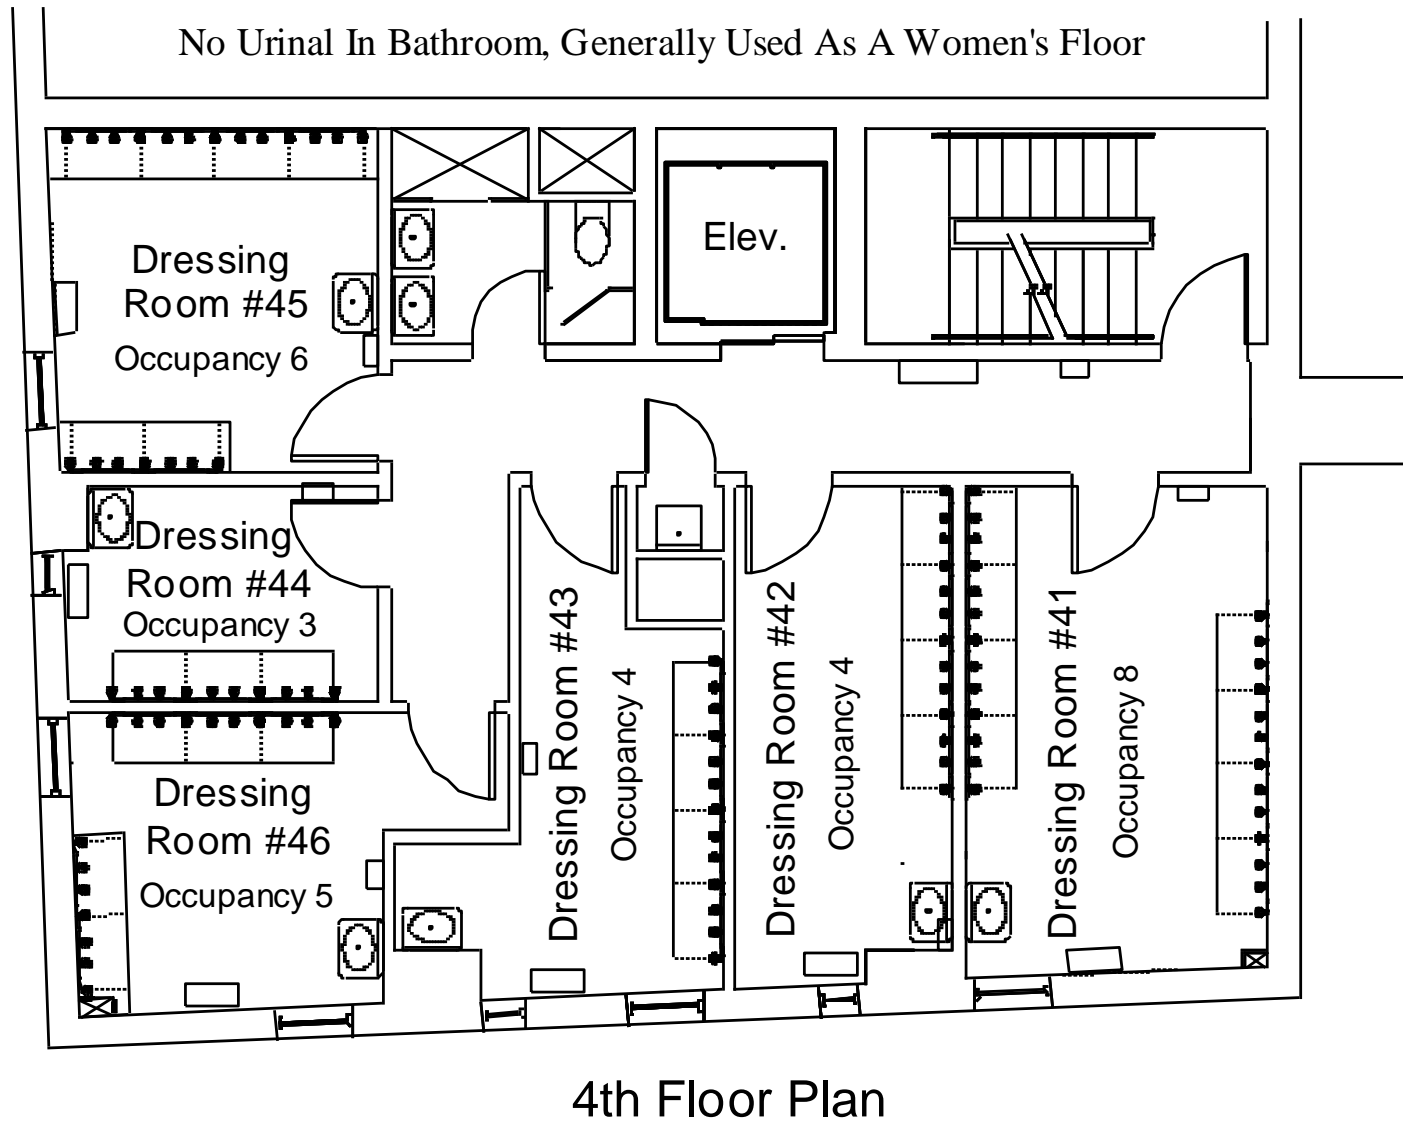 No Urinal In Bathroom, Generally Used As A Women's Floor
Elev.
Dressing
Room #45
Occupancy 6
Dressing
Room #44
Occupancy 3
Dressing
Room #46
Occupancy 5
Dressing Room #43
Occupancy 4
Dressing Room #42
Occupancy 4
Dressing Room #41
Occupancy 8
4th Floor Plan